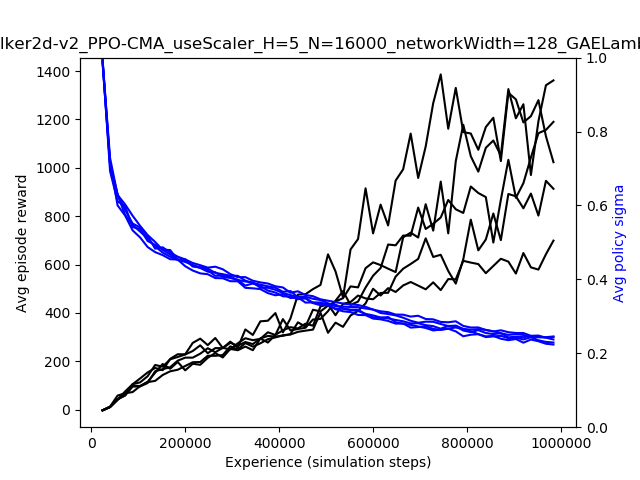 lker2d-v2_PPO-CMA_useScaler_H=5_N=16000_networkWidth=128_GAELaml
1400
1200
1000
800
600
400
200
0
Avg episode reward
1.0
0.8
0.6
0.4
0.2
0.0
Avg policy sigma
0 200000 400000 600000 800000 1000000
Experience (simulation steps)